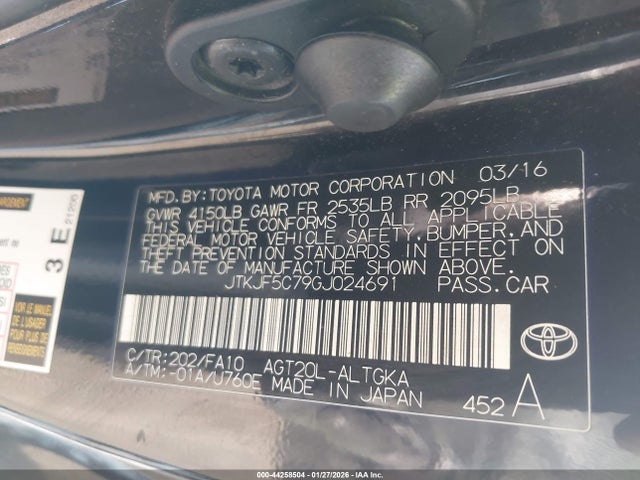 MFD.BY:TOYOTA MOTOR CORPORATION 03/16
GVWR 4150LB GAWR FR 2535LB RR 2095LB
THIS VEHICLE CONFORMS TO ALL APPLICABLE
FEDERAL MOTOR VEHICLE SAFETY,BUMPER,AND
THEFT PREVENTION STANDARDS IN EFFECT ON
THE DATE OF MANUFACTURE SHOWN ABOVE.
JTKJF5C79GJ024691 PASS.CAR
C/TR:202/FA10 AGT20L-ALTGKA
A/TM:-01A/U760E MADE IN JAPAN
452 A
3 E
000-44258504 | 01/27/2026 | IAAI.COM